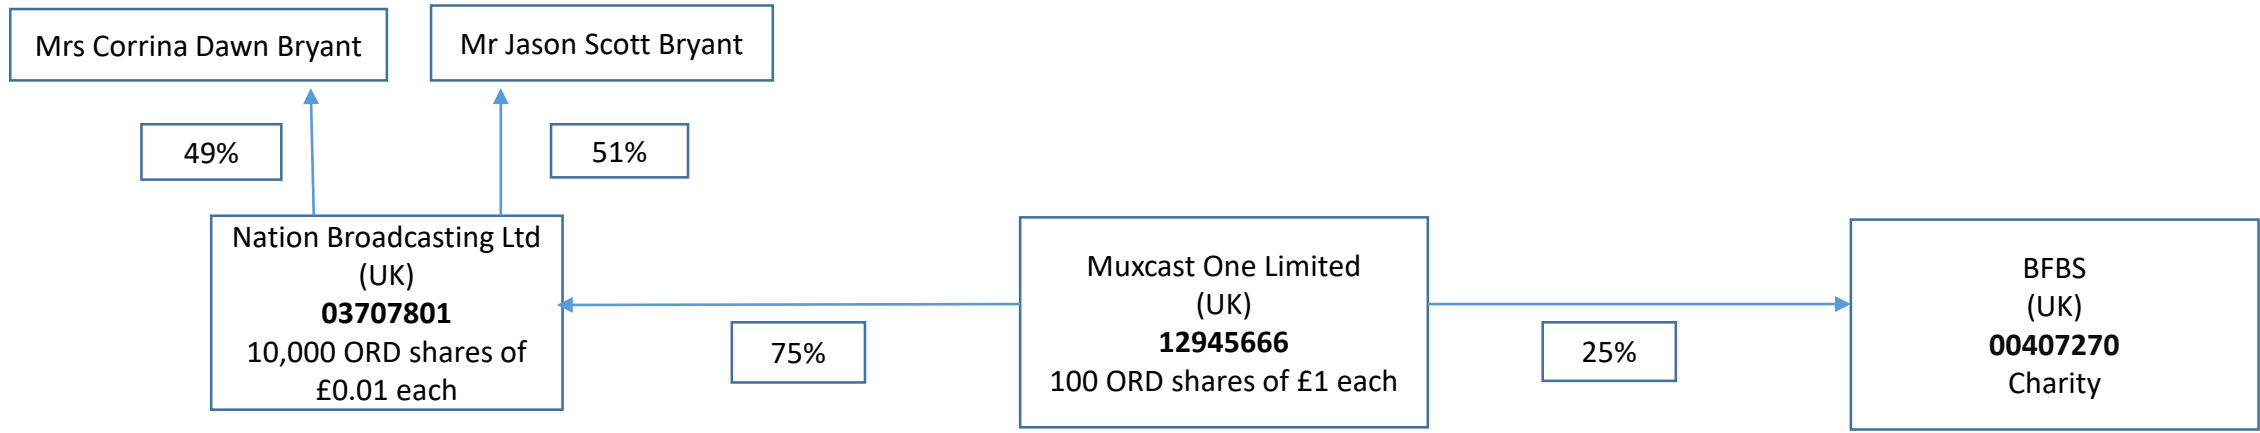 Mrs Corrina Dawn Bryant
Mr Jason Scott Bryant
49%
51%
Nation Broadcasting Ltd
(UK)
03707801
10,000 ORD shares of
£0.01 each
75%
Muxcast One Limited
(UK)
12945666
100 ORD shares of £1 each
25%
BFBS
(UK)
00407270
Charity